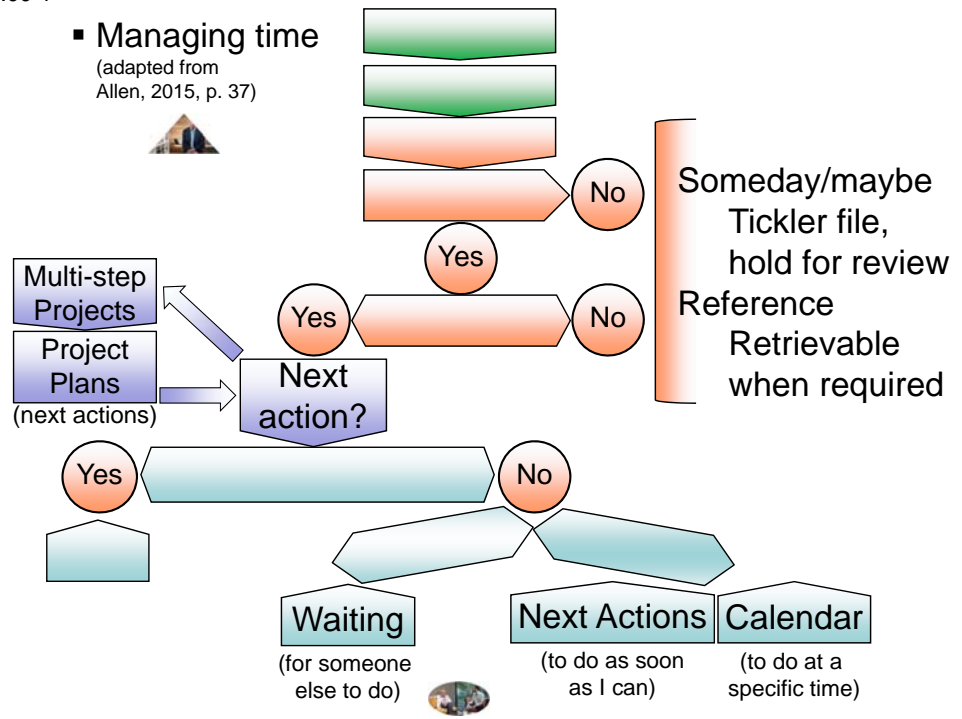 ▪ Managing time
(adapted from
Allen, 2015, p. 37)
No
Someday/maybe
Tickler file,
hold for review
Reference
Retrievable
when required
Yes
Multi-step
Projects
Yes
No
Project
Plans
(next actions)
Next
action?
Yes
No
Waiting
(for someone
else to do)
Next Actions
(to do as soon
as I can)
Calendar
(to do at a
specific time)